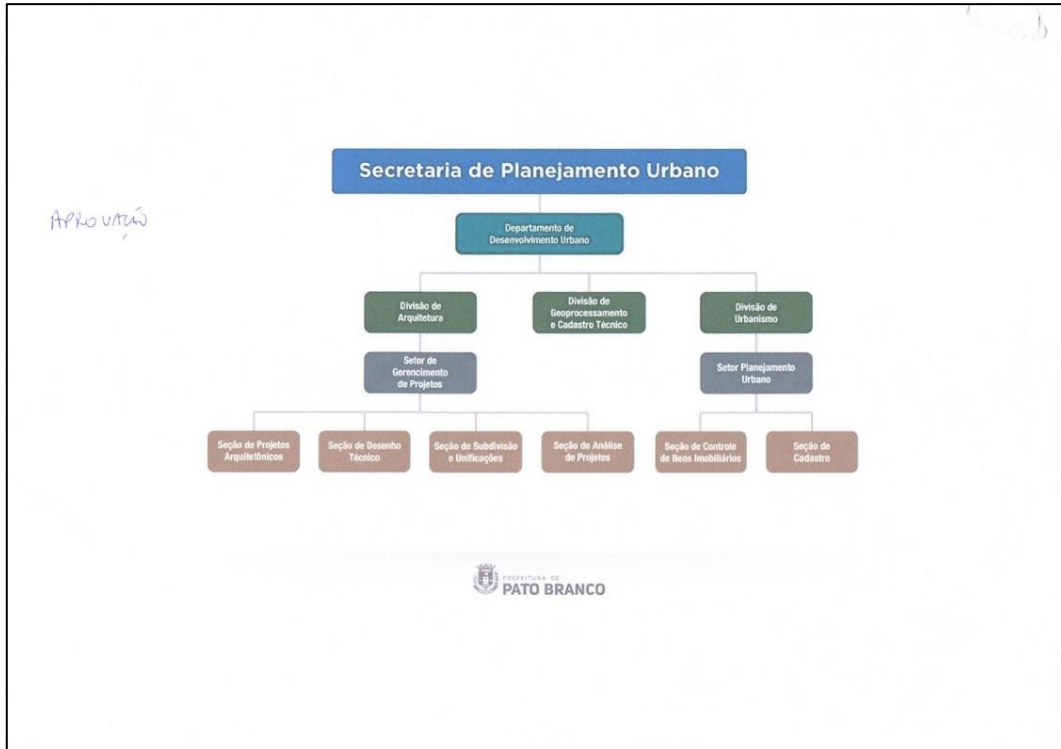 Secretaria de Planejamento Urbano
APROVAÇÃO
Departamento de
Desenvolvimento Urbano
Divisão de
Arquitetura
Divisão de
Geoprocessamento
e Cadastro Técnico
Divisão de
Urbanismo
Setor de
Gerencimento
de Projetos
Setor Planejamento
Urbano
Seção de Projetos
Arquitetônicos
Seção de Desenho
Técnico
Seção de Subdivisão
e Unificações
Seção de Análise
de Projetos
Seção de Controle
de Bens Imobiliários
Seção de
Cadastro
PREFEITURA DE
PATO BRANCO